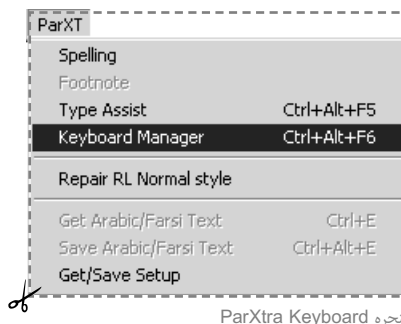 ParXT
Spelling
Footnote
Type Assist Ctrl+Alt+F5
Keyboard Manager Ctrl+Alt+F6
Repair RL Normal style
Get Arabic/Farsi Text Ctrl+E
Save Arabic/Farsi Text Ctrl+Alt+E
Get/Save Setup
ParXtra Keyboard